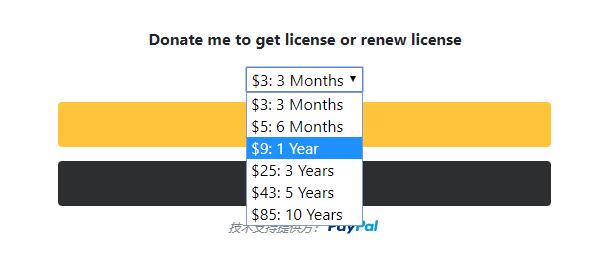 Donate me to get license or renew license
$3: 3 Months
$3: 3 Months
$5: 6 Months
$9: 1 Year
$25: 3 Years
$43: 5 Years
$85: 10 Years
技术支持提供方： PayPal